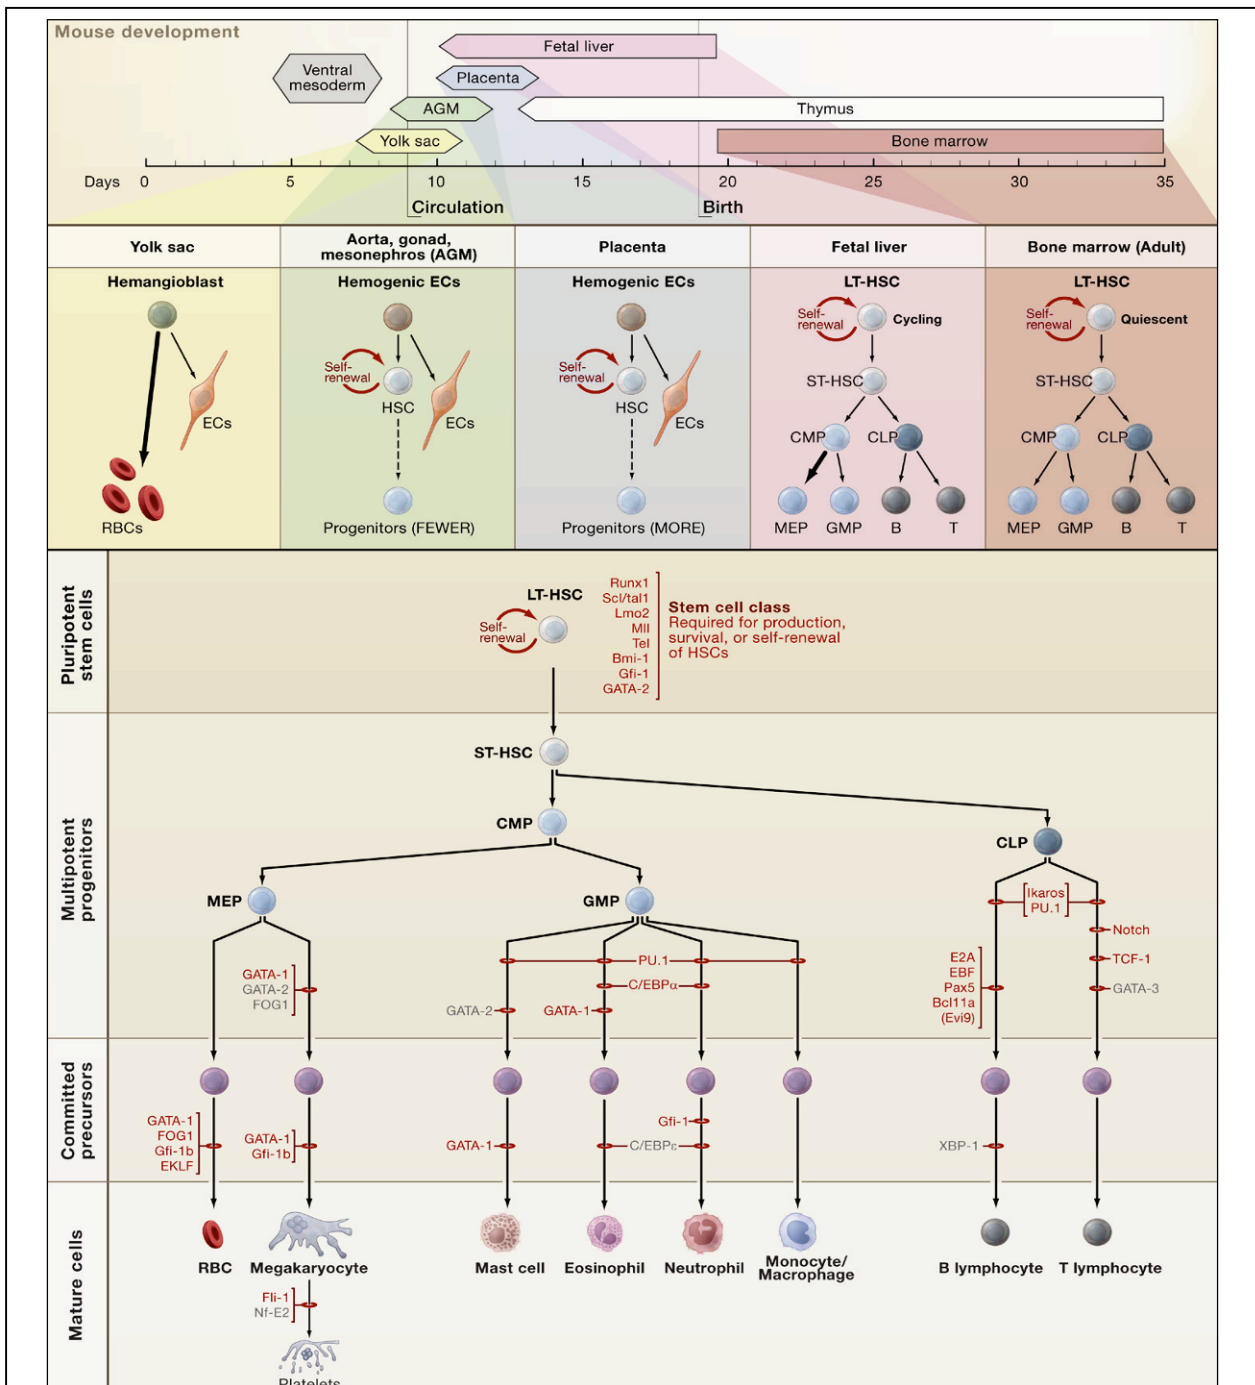 Mouse development
Fetal liver
Ventral
mesoderm
Placenta
AGM
Thymus
Yolk sac
Bone marrow
Days 0 5 10 15 20 25 30 35
Circulation
Birth
Yolk sac
Aorta, gonad,
mesonephros (AGM)
Placenta
Fetal liver
Bone marrow (Adult)
Hemangioblast
ECs
RBCs
Hemogenic ECs
Self-
renewal
HSC
ECs
Progenitors (FEWER)
Hemogenic ECs
Self-
renewal
HSC
ECs
Progenitors (MORE)
LT-HSC
Self-
renewal
Cycling
ST-HSC
CMP
CLP
MEP
GMP
B
T
LT-HSC
Self-
renewal
Quiescent
ST-HSC
CMP
CLP
MEP
GMP
B
T
Pluripotent
stem cells
LT-HSC
Self-
renewal
Runx1
Scl/tal1
Lmo2
Mll
Tel
Bmi-1
Gfi-1
GATA-2
Stem cell class
Required for production,
survival, or self-renewal
of HSCs
Multipotent
progenitors
ST-HSC
CMP
CLP
MEP
GMP
Ikaros
PU.1
Notch
TCF-1
GATA-3
E2A
EBF
Pax5
Bcl11a
(Evi9)
GATA-1
GATA-2
FOG1
PU.1
C/EBPα
GATA-2
GATA-1
Committed
precursors
GATA-1
FOG1
Gfi-1b
EKLF
GATA-1
Gfi-1b
GATA-1
Gfi-1
C/EBPε
XBP-1
Mature cells
RBC
Megakaryocyte
Mast cell
Eosinophil
Neutrophil
Monocyte/
Macrophage
B lymphocyte
T lymphocyte
Fli-1
Nf-E2
Platelets